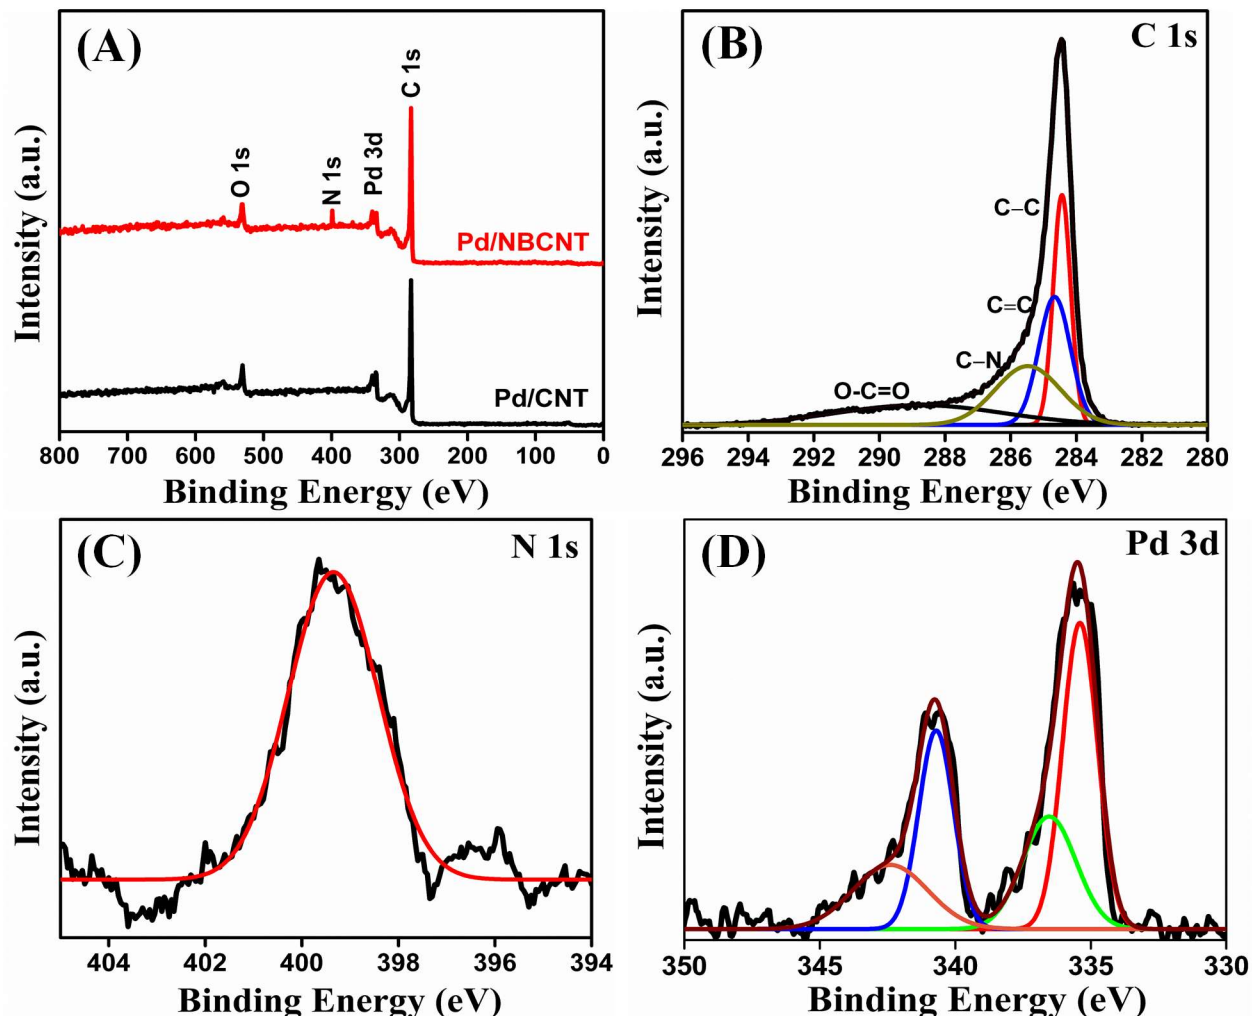 (A)
C 1s
O 1s
N 1s
Pd 3d
Pd/NBCNT
Pd/CNT
Intensity (a.u.)
800 700 600 500 400 300 200 100 0
Binding Energy (eV)
(B)
C 1s
C–C
C=C
C–N
O-C=O
Intensity (a.u.)
296 294 292 290 288 286 284 282 280
Binding Energy (eV)
(C)
N 1s
Intensity (a.u.)
404 402 400 398 396 394
Binding Energy (eV)
(D)
Pd 3d
Intensity (a.u.)
350 345 340 335 330
Binding Energy (eV)